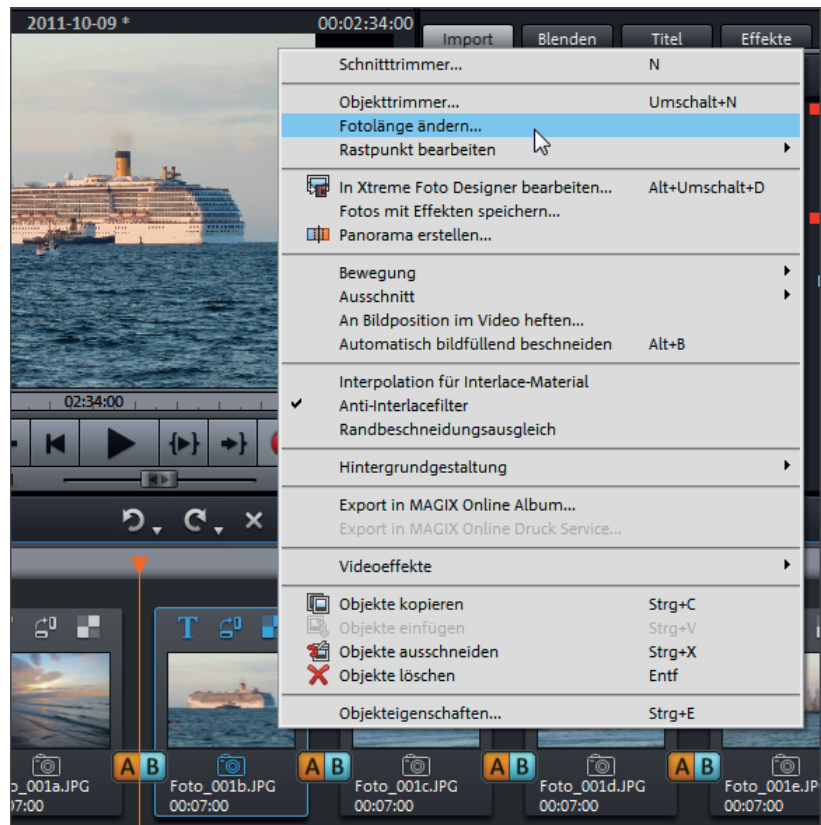 2011-10-09 * 00:02:34:00
Import Blenden Titel Effekte
Schnitttrimmer... N
Objekttrimmer... Umschalt+N
Fotolänge ändern...
Rastpunkt bearbeiten
In Xtreme Foto Designer bearbeiten... Alt+Umschalt+D
Fotos mit Effekten speichern...
Panorama erstellen...
Bewegung
Ausschnitt
An Bildposition im Video heften...
Automatisch bildfüllend beschneiden Alt+B
Interpolation für Interlace-Material
02:34:00
Anti-Interlacefilter
Randbeschneidungsausgleich
Hintergrundgestaltung
Export in MAGIX Online Album...
Export in MAGIX Online Druck Service...
Videoeffekte
Objekte kopieren Strg+C
Objekte einfügen Strg+V
Objekte ausschneiden Strg+X
Objekte löschen Entf
Objekteigenschaften... Strg+E
T
A B A B A B A B
o_001a.JPG Foto_001b.JPG Foto_001c.JPG Foto_001d.JPG Foto_001e.JP
07:00 00:07:00 00:07:00 00:07:00 00:07:00